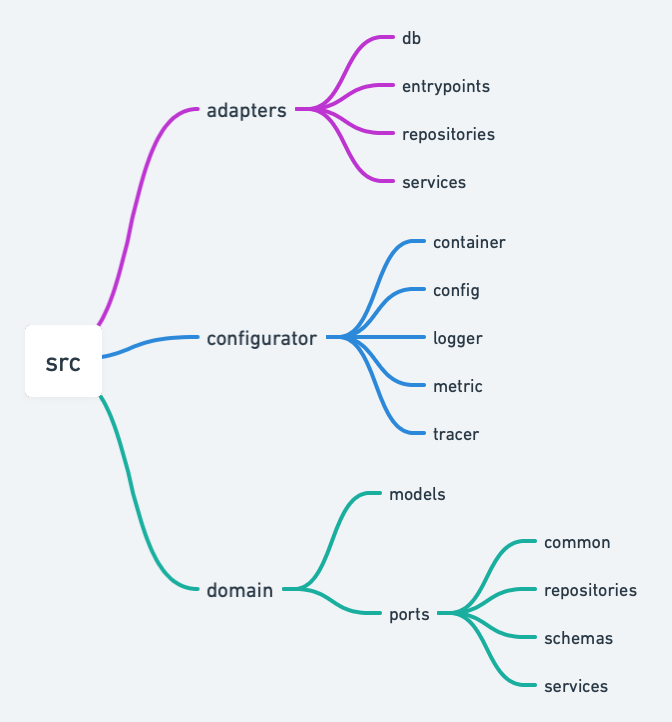 src
adapters
db
entrypoints
repositories
services
configurator
container
config
logger
metric
tracer
domain
models
ports
common
repositories
schemas
services